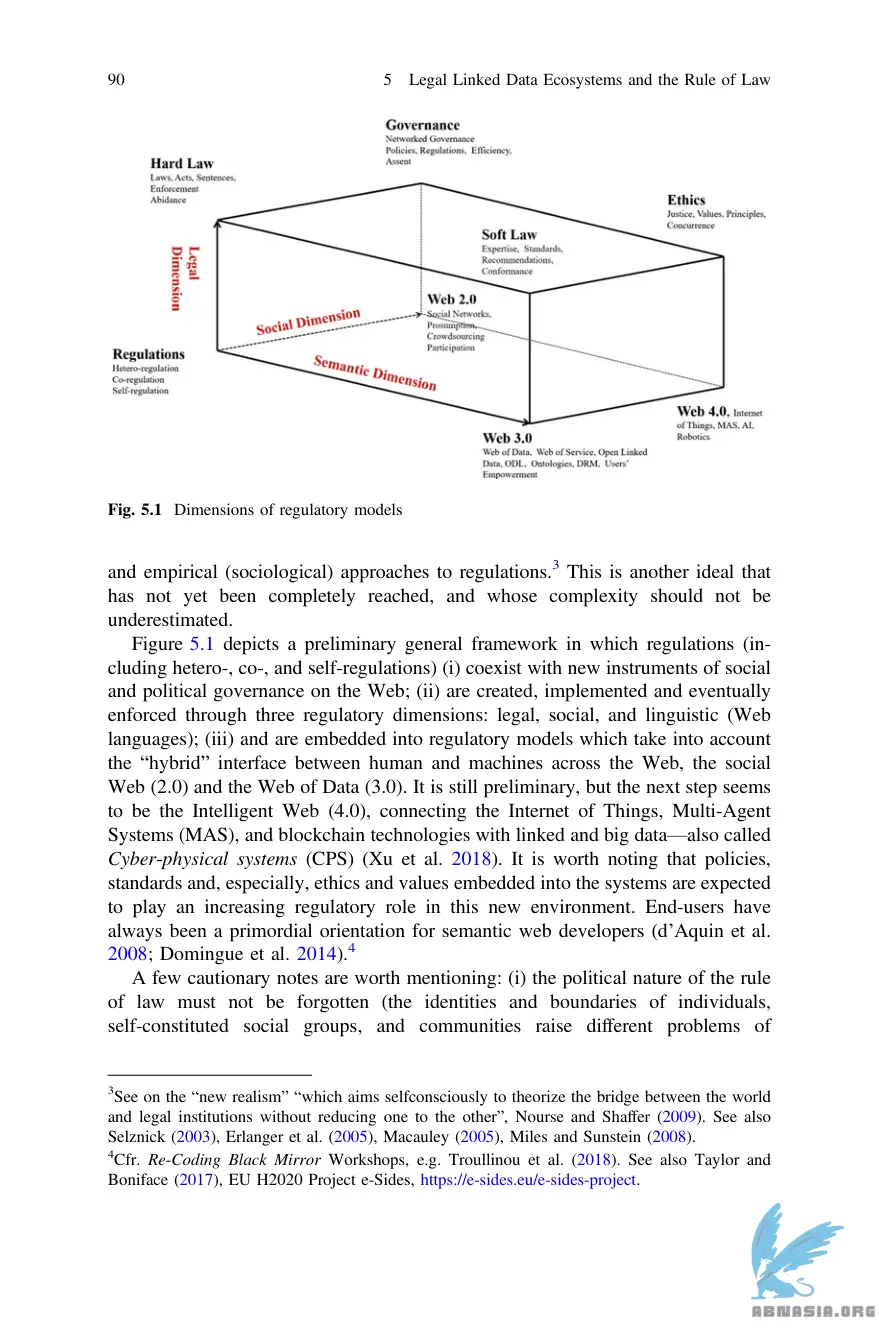 90
5 Legal Linked Data Ecosystems and the Rule of Law
Governance
Networked Governance
Policies, Regulations, Efficiency,
Assent
Hard Law
Laws, Acts, Sentences,
Enforcement
Abidance
Ethics
Justice, Values, Principles,
Concurrence
Soft Law
Expertise, Standards,
Recommendations,
Conformance
Legal
Dimension
Web 2.0
Social Networks,
Prosumption,
Crowdsourcing
Participation
Social Dimension
Regulations
Hetero-regulation
Co-regulation
Self-regulation
Semantic Dimension
Web 4.0, Internet
of Things, MAS, AI,
Robotics
Web 3.0
Web of Data, Web of Service, Open Linked
Data, ODL, Ontologies, DRM, Users'
Empowerment
Fig. 5.1 Dimensions of regulatory models
and empirical (sociological) approaches to regulations.3 This is another ideal that
has not yet been completely reached, and whose complexity should not be
underestimated.
Figure 5.1 depicts a preliminary general framework in which regulations (in-
cluding hetero-, co-, and self-regulations) (i) coexist with new instruments of social
and political governance on the Web; (ii) are created, implemented and eventually
enforced through three regulatory dimensions: legal, social, and linguistic (Web
languages); (iii) and are embedded into regulatory models which take into account
the “hybrid” interface between human and machines across the Web, the social
Web (2.0) and the Web of Data (3.0). It is still preliminary, but the next step seems
to be the Intelligent Web (4.0), connecting the Internet of Things, Multi-Agent
Systems (MAS), and blockchain technologies with linked and big data—also called
Cyber-physical systems (CPS) (Xu et al. 2018). It is worth noting that policies,
standards and, especially, ethics and values embedded into the systems are expected
to play an increasing regulatory role in this new environment. End-users have
always been a primordial orientation for semantic web developers (d’Aquin et al.
2008; Domingue et al. 2014).4
A few cautionary notes are worth mentioning: (i) the political nature of the rule
of law must not be forgotten (the identities and boundaries of individuals,
self-constituted social groups, and communities raise different problems of
3See on the “new realism” “which aims selfconsciously to theorize the bridge between the world
and legal institutions without reducing one to the other”, Nourse and Shaffer (2009). See also
Selznick (2003), Erlanger et al. (2005), Macauley (2005), Miles and Sunstein (2008).
4Cfr. Re-Coding Black Mirror Workshops, e.g. Troullinou et al. (2018). See also Taylor and
Boniface (2017), EU H2020 Project e-Sides, https://e-sides.eu/e-sides-project.
ABNASIA.ORG